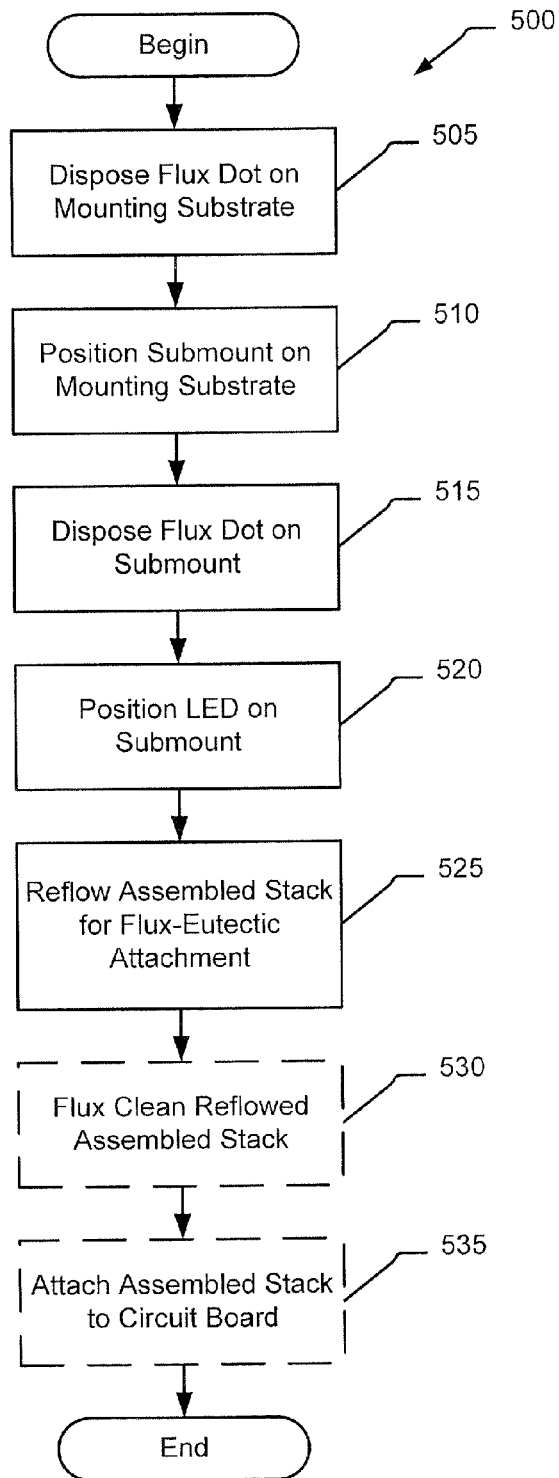 Begin
500
505
Dispose Flux Dot on
Mounting Substrate
510
Position Submount on
Mounting Substrate
515
Dispose Flux Dot on
Submount
520
Position LED on
Submount
525
Reflow Assembled Stack
for Flux-Eutectic
Attachment
530
Flux Clean Reflowed
Assembled Stack
535
Attach Assembled Stack
to Circuit Board
End